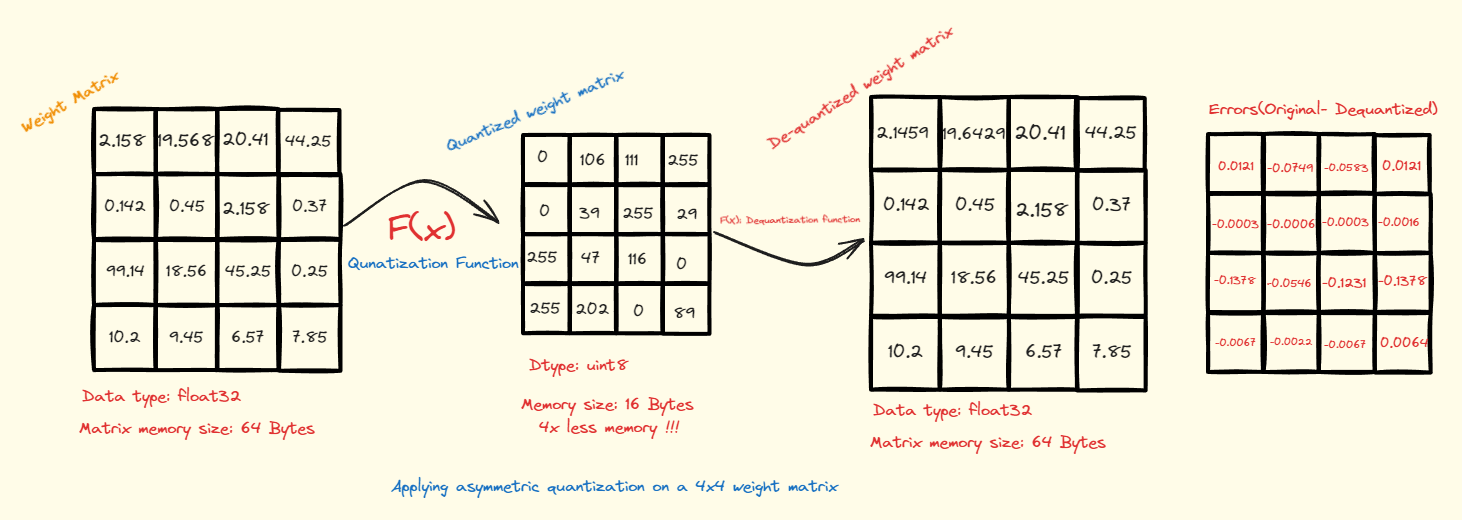 Weight Matrix
2.158 19.568 20.41 44.25
0.142 0.45 2.158 0.37
99.14 18.56 45.25 0.25
10.2 9.45 6.57 7.85
Data type: float32
Matrix memory size: 64 Bytes
F(x)
Qunatization Function
Quantized weight matrix
0 106 111 255
0 39 255 29
255 47 116 0
255 202 0 89
Dtype: uint8
Memory size: 16 Bytes
4x less memory !!!
F(x): Dequantization function
De-quantized weight matrix
2.1459 19.6429 20.41 44.25
0.142 0.45 2.158 0.37
99.14 18.56 45.25 0.25
10.2 9.45 6.57 7.85
Data type: float32
Matrix memory size: 64 Bytes
Errors(Original- Dequantized)
0.0121 -0.0749 -0.0583 0.0121
-0.0003 -0.0006 -0.0003 -0.0016
-0.1378 -0.0546 -0.1231 -0.1378
-0.0067 -0.0022 -0.0067 0.0064
Applying asymmetric quantization on a 4x4 weight matrix